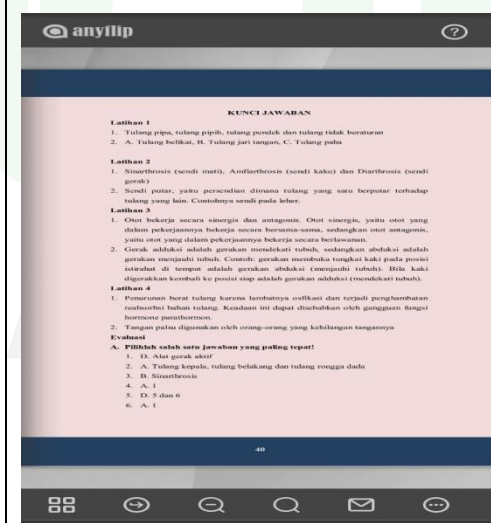 anyflip
KUNCI JAWABAN
Latihan 1
1. Tulang pipa, tulang pipih, tulang pendek dan tulang tidak beraturan
2. A. Tulang belikat, B. Tulang jari tangan, C. Tulang paha
Latihan 2
1. Sinarthrosis (sendi mati), Amfiarthrosis (sendi kaku) dan Diarthrosis (sendi
gerak)
2. Sendi putar, yaitu persendian dimana tulang yang satu berputar terhadap
tulang yang lain. Contohnya sendi pada leher.
Latihan 3
1. Otot bekerja secara sinergis dan antagonis. Otot sinergis, yaitu otot yang
dalam pekerjaannya bekerja secara bersama-sama, sedangkan otot antagonis,
yaitu otot yang dalam pekerjaannya bekerja secara berlawanan.
2. Gerak adduksi adalah gerakan mendekati tubuh, sedangkan abduksi adalah
gerakan menjauhi tubuh. Contoh: gerakan membuka tungkai kaki pada posisi
istirahat di tempat adalah gerakan abduksi (menjauhi tubuh). Bila kaki
digerakkan kembali ke posisi siap adalah gerakan adduksi (mendekati tubuh).
Latihan 4
1. Penurunan berat tulang karena lambatnya osfikasi dan terjadi penghambatan
reabsorbsi bahan tulang. Keadaan ini dapat disebabkan oleh gangguan fungsi
hormone parathormon.
2. Tangan palsu digunakan oleh orang-orang yang kehilangan tangannya
Evaluasi
A. Pilihlah salah satu jawaban yang paling tepat!
1. D. Alat gerak aktif
2. A. Tulang kepala, tulang belakang dan tulang rongga dada
3. B. Sinarthrosis
4. A. 1
5. D. 5 dan 6
6. A. 1
40